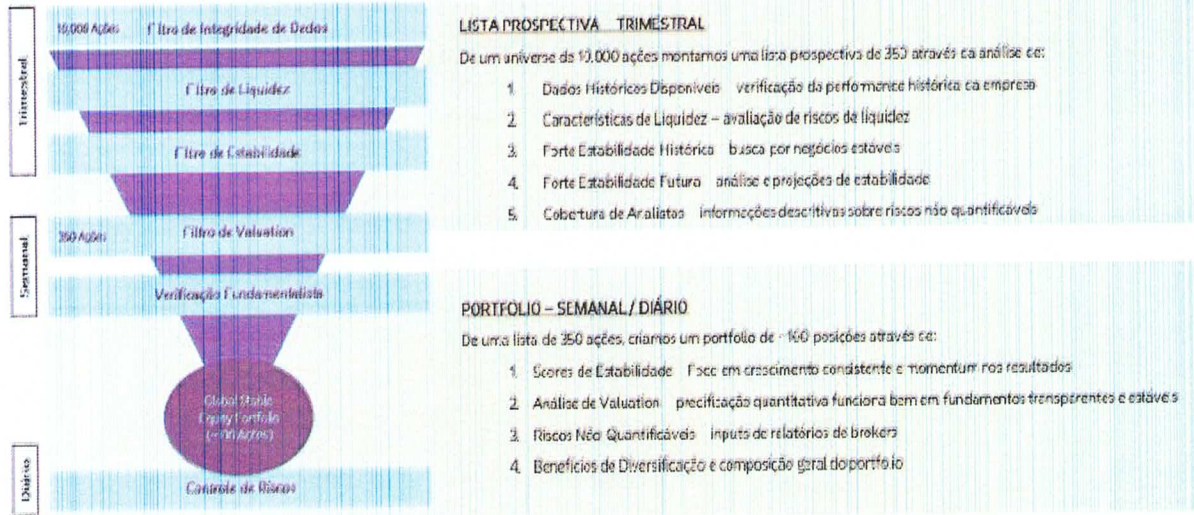 Trimestral
10,000 Ações Filtro de Integridade de Dados
Filtro de Liquidez
Filtro de Estabilidade
Semanal
350 Ações Filtro de Valuation
Verificação Fundamentalista
Global Stable
Equity Portfolio
(~100 Ações)
Diário
Controle de Riscos
LISTA PROSPECTIVA TRIMESTRAL
De um universo de 10.000 ações montamos uma lista prospectiva de 350 através da análise de:
1. Dados Históricos Disponíveis verificação da performance histórica da empresa
2. Características de Liquidez – avaliação de riscos de liquidez
3. Forte Estabilidade Histórica busca por negócios estáveis
4. Forte Estabilidade Futura análise e projeções de estabilidade
5. Cobertura de Analistas informações descritivas sobre riscos não quantificáveis
PORTFOLIO – SEMANAL / DIÁRIO
De uma lista de 350 ações, criamos um portfolio de ~100 posições através de:
1. Scores de Estabilidade Foco em crescimento consistente e momentum nos resultados
2. Análise de Valuation precificação quantitativa funciona bem em fundamentos transparentes e estáveis
3. Riscos Não Quantificáveis inputs de relatórios de brokers
4. Benefícios de Diversificação e composição geral do portfolio